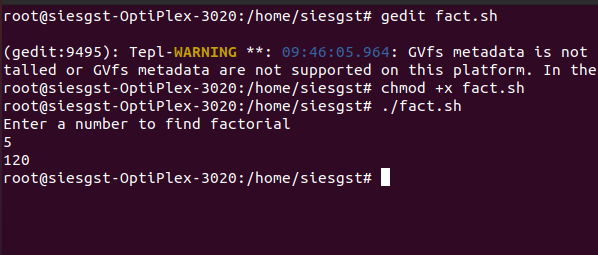 root@siesgst-OptiPlex-3020:/home/siesgst# gedit fact.sh
(gedit:9495): Tepl-WARNING **: 09:46:05.964: GVfs metadata is not
talled or GVfs metadata are not supported on this platform. In the
root@siesgst-OptiPlex-3020:/home/siesgst# chmod +x fact.sh
root@siesgst-OptiPlex-3020:/home/siesgst# ./fact.sh
Enter a number to find factorial
5
120
root@siesgst-OptiPlex-3020:/home/siesgst#